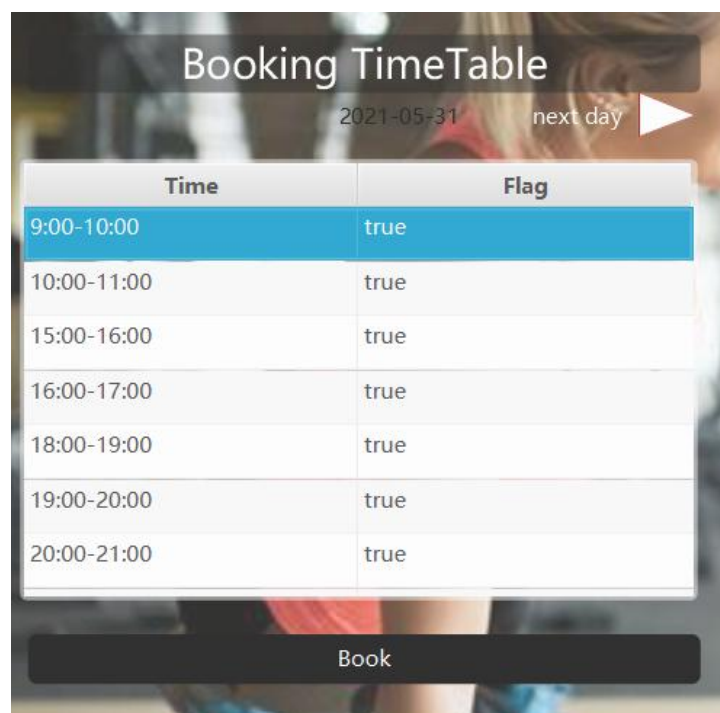 Booking TimeTable
2021-05-31 next day
Time Flag
9:00-10:00 true
10:00-11:00 true
15:00-16:00 true
16:00-17:00 true
18:00-19:00 true
19:00-20:00 true
20:00-21:00 true
Book